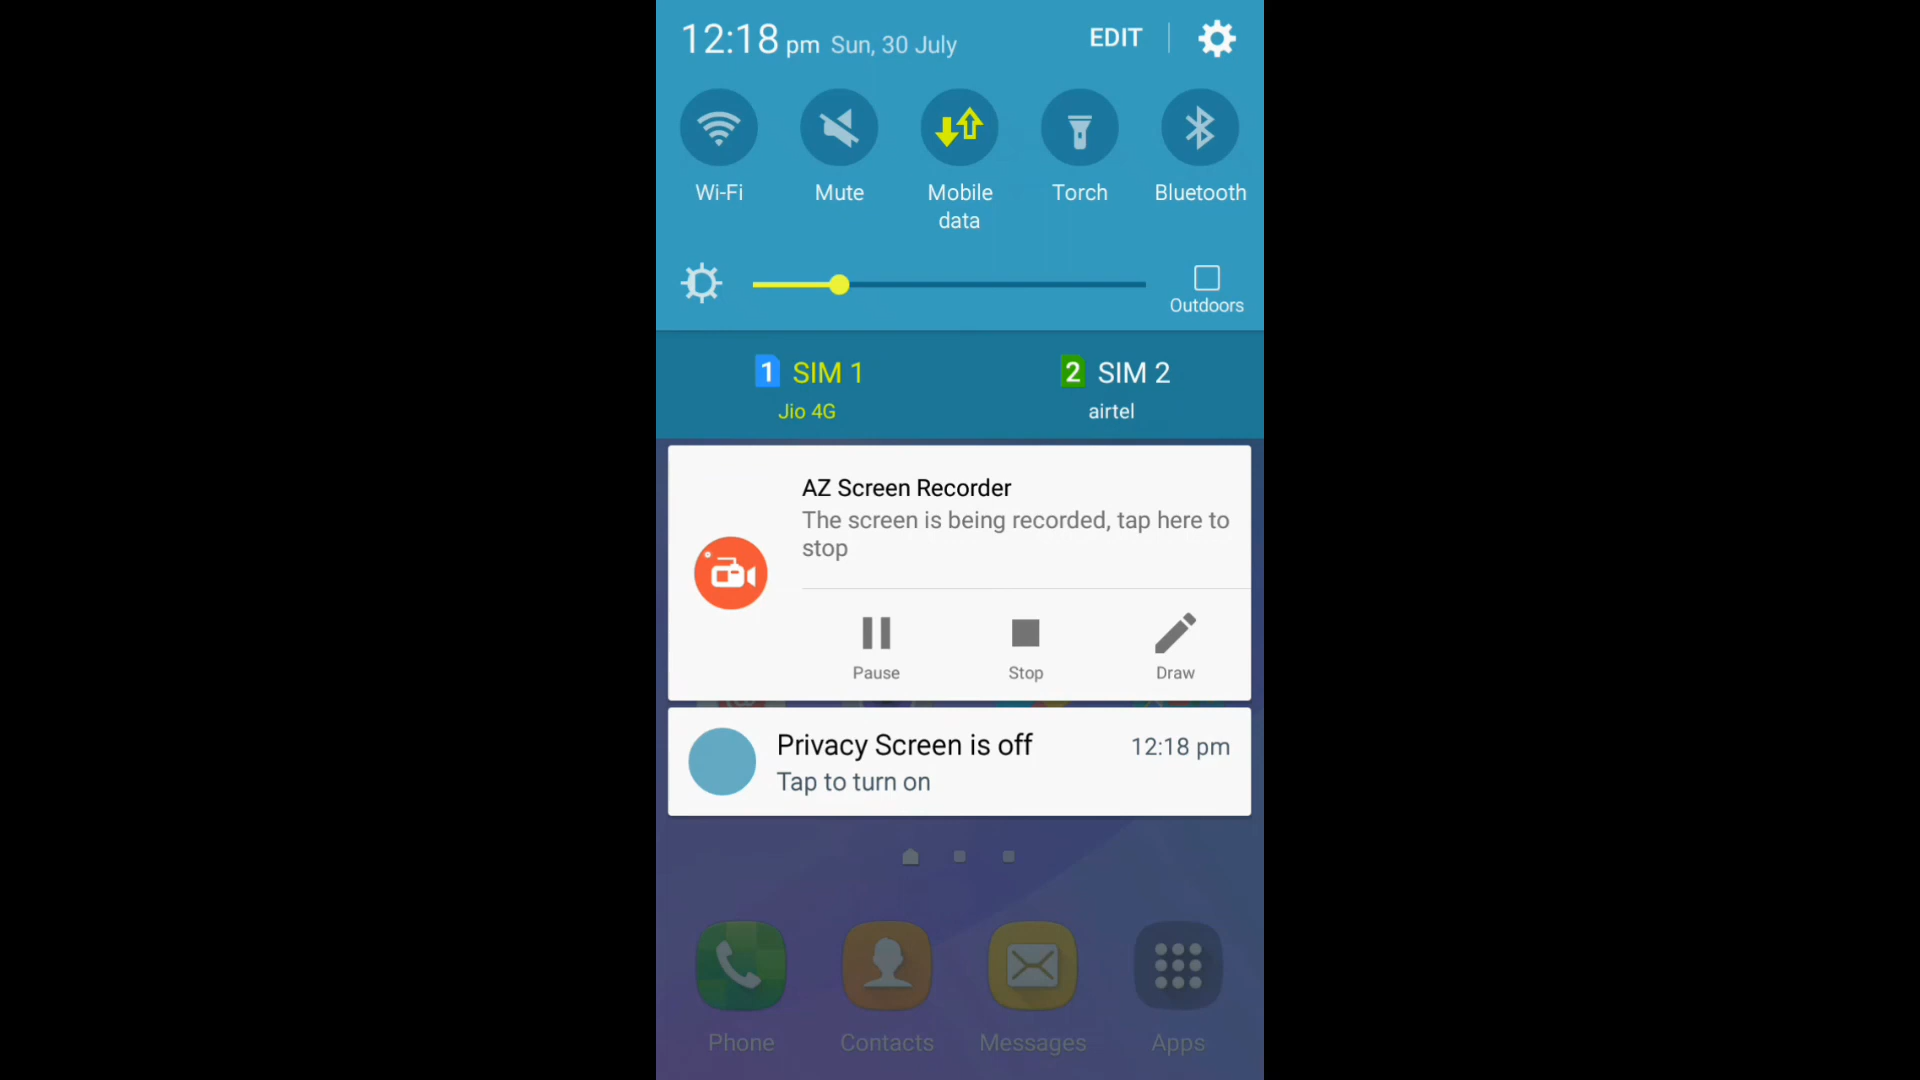 12:18 pm Sun, 30 July EDIT
Wi-Fi Mute Mobile data Torch Bluetooth
Outdoors
1 SIM 1 2 SIM 2
Jio 4G airtel
AZ Screen Recorder
The screen is being recorded, tap here to
stop
Pause Stop Draw
Privacy Screen is off 12:18 pm
Tap to turn on
Phone Contacts Messages Apps